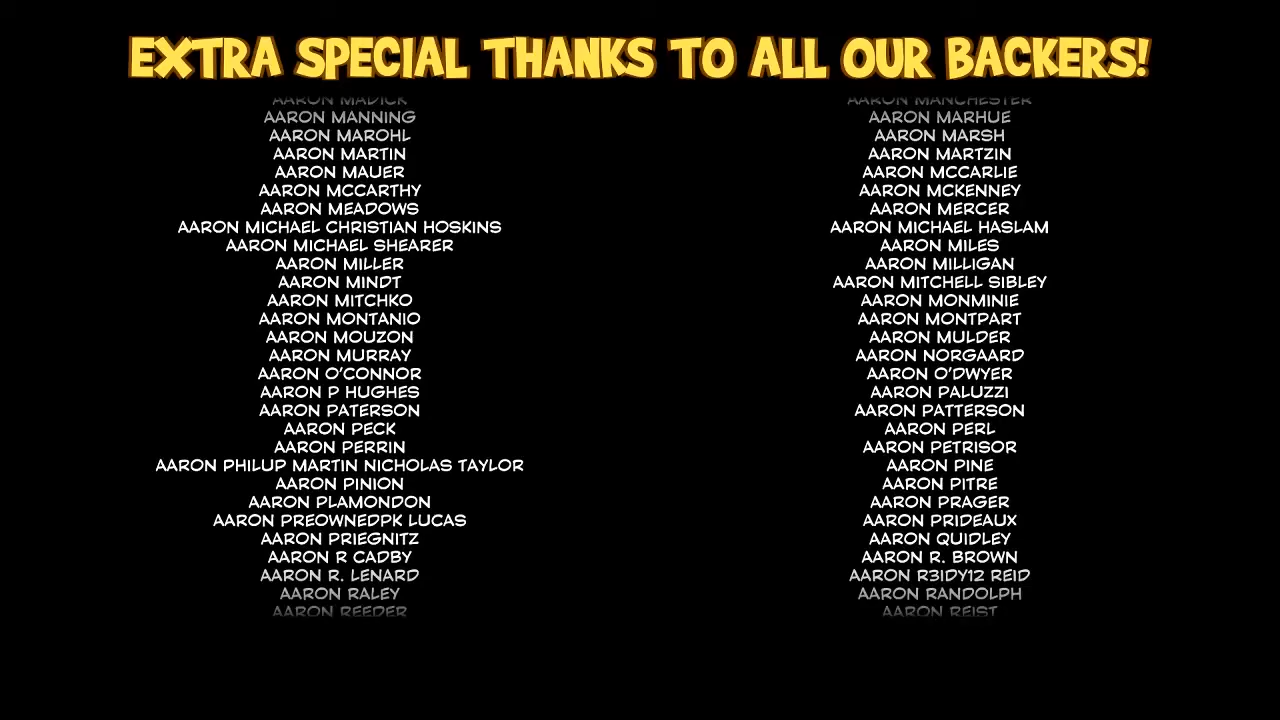 EXTRA SPECIAL THANKS TO ALL OUR BACKERS!
AARON MADICK AARON MANCHESTER
AARON MANNING AARON MARHUE
AARON MAROHL AARON MARSH
AARON MARTIN AARON MARTZIN
AARON MAUER AARON MCCARLIE
AARON MCCARTHY AARON MCKENNEY
AARON MEADOWS AARON MERCER
AARON MICHAEL CHRISTIAN HOSKINS AARON MICHAEL HASLAM
AARON MICHAEL SHEARER AARON MILES
AARON MILLER AARON MILLIGAN
AARON MINDT AARON MITCHELL SIBLEY
AARON MITCHKO AARON MONMINIE
AARON MONTANIO AARON MONTPART
AARON MOUZON AARON MULDER
AARON MURRAY AARON NORGAARD
AARON O'CONNOR AARON O'DWYER
AARON P HUGHES AARON PALUZZI
AARON PATERSON AARON PATTERSON
AARON PECK AARON PERL
AARON PERRIN AARON PETRISOR
AARON PHILUP MARTIN NICHOLAS TAYLOR AARON PINE
AARON PINION AARON PITRE
AARON PLAMONDON AARON PRAGER
AARON PREOWNEDPK LUCAS AARON PRIDEAUX
AARON PRIEGNITZ AARON QUIDLEY
AARON R CADBY AARON R. BROWN
AARON R. LENARD AARON R3IDY12 REID
AARON RALEY AARON RANDOLPH
AARON REEDER AARON REIST